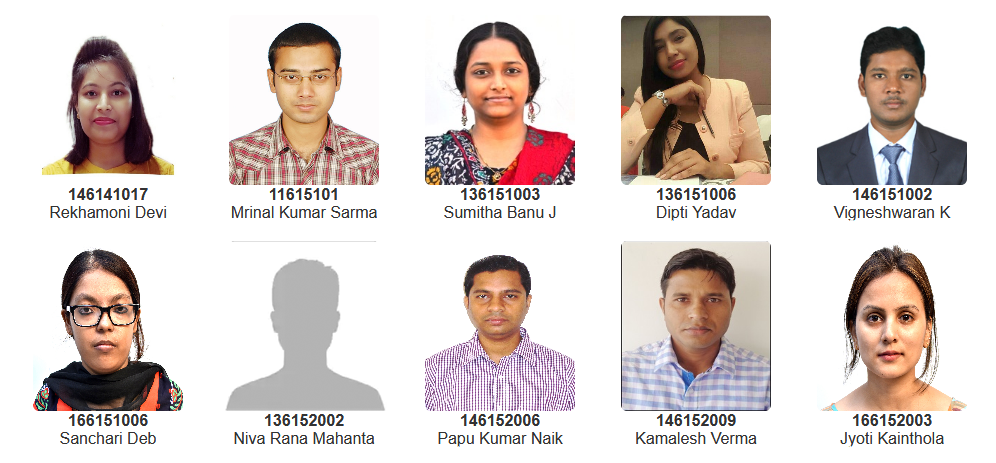 146141017
Rekhamoni Devi
11615101
Mrinal Kumar Sarma
136151003
Sumitha Banu J
136151006
Dipti Yadav
146151002
Vigneshwaran K
166151006
Sanchari Deb
136152002
Niva Rana Mahanta
146152006
Papu Kumar Naik
146152009
Kamalesh Verma
166152003
Jyoti Kainthola